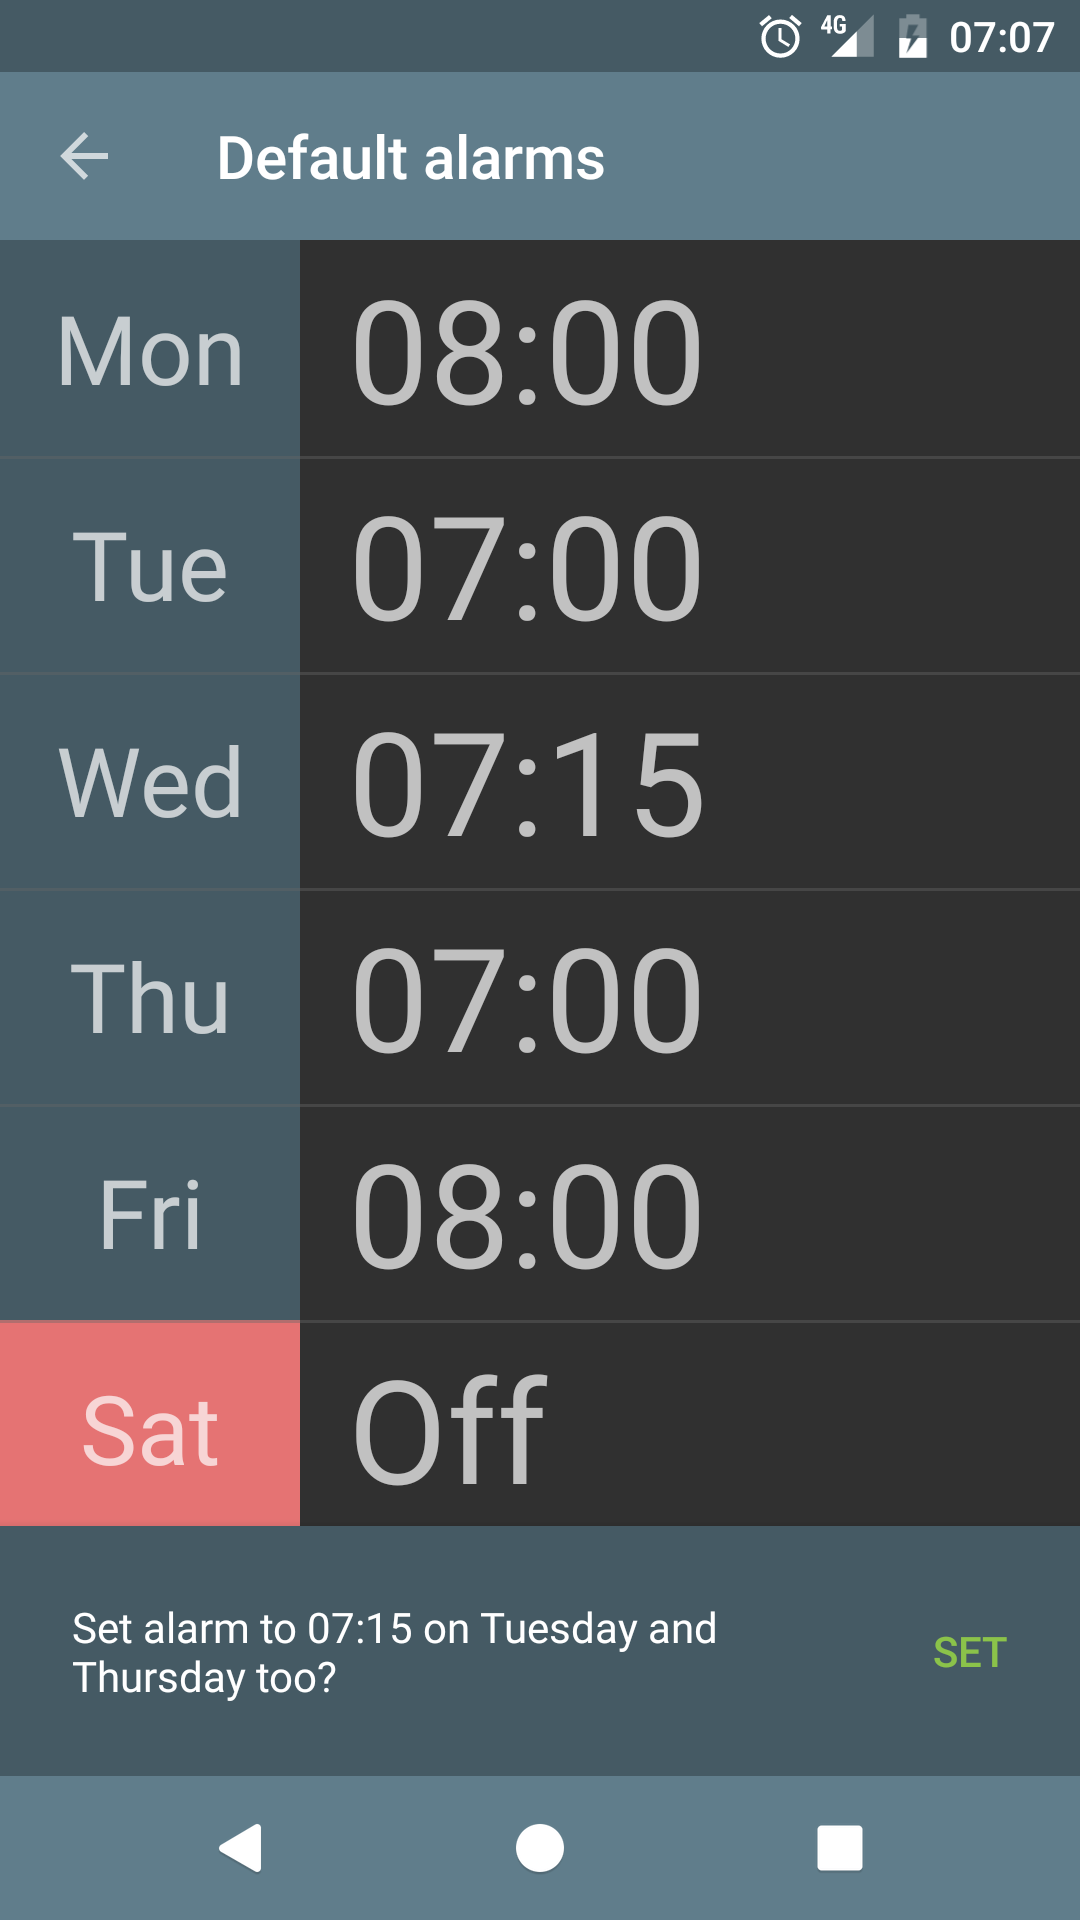 4G 07:07
Default alarms
Mon 08:00
Tue 07:00
Wed 07:15
Thu 07:00
Fri 08:00
Sat Off
Set alarm to 07:15 on Tuesday and
Thursday too?
SET